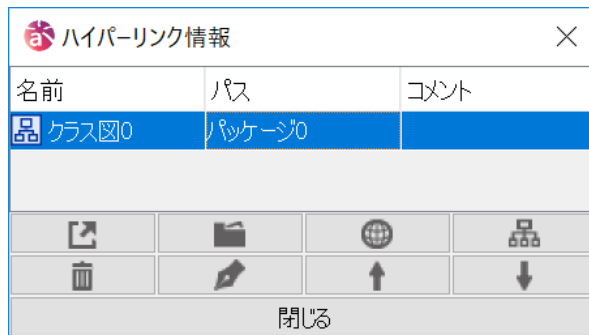 ハイパーリンク情報
名前 パス コメント
クラス図0 パッケージ0
閉じる